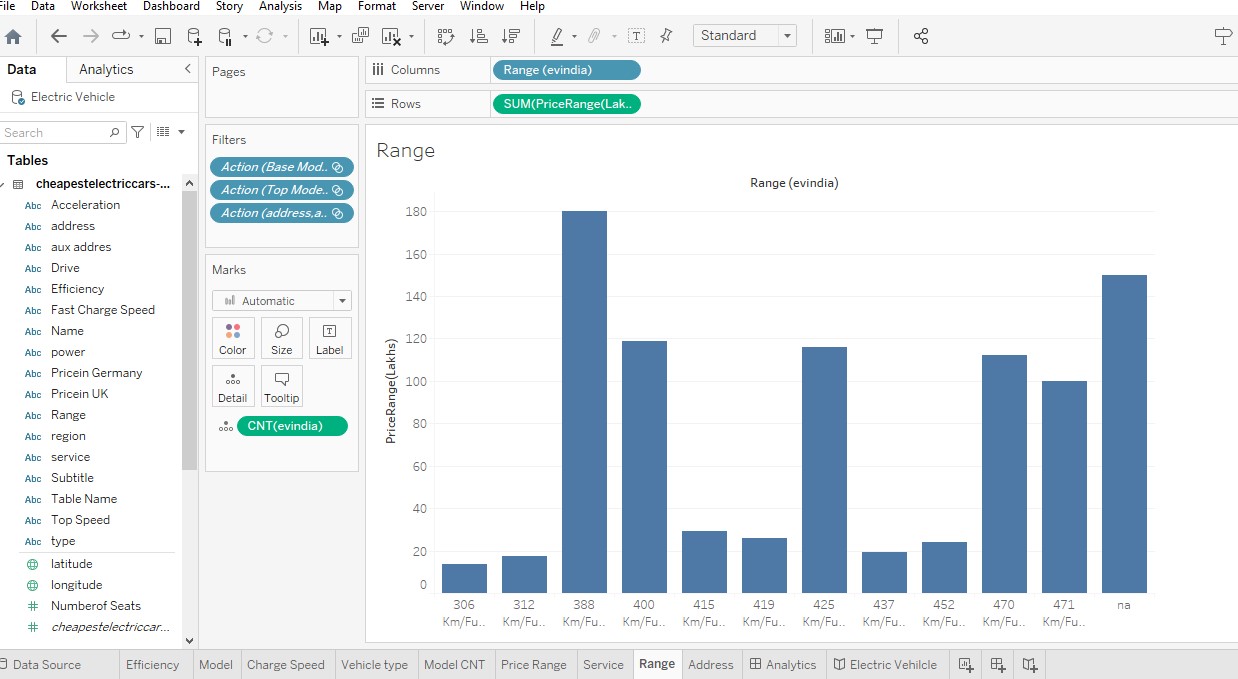 File Data Worksheet Dashboard Story Analysis Map Format Server Window Help
Standard
Data Analytics
Electric Vehicle
Search
Tables
cheapestelectriccars-...
Abc Acceleration
Abc address
Abc aux addres
Abc Drive
Abc Efficiency
Abc Fast Charge Speed
Abc Name
Abc power
Abc Pricein Germany
Abc Pricein UK
Abc Range
Abc region
Abc service
Abc Subtitle
Abc Table Name
Abc Top Speed
Abc type
latitude
longitude
Numberof Seats
cheapestelectriccar...
Pages
Filters
Action (Base Mod..
Action (Top Mode..
Action (address,a..
Marks
Automatic
Color Size Label
Detail Tooltip
CNT(evindia)
Columns Range (evindia)
Rows SUM(PriceRange(Lak..
Range
Range (evindia)
PriceRange(Lakhs)
180
160
140
120
100
80
60
40
20
0
306 312 388 400 415 419 425 437 452 470 471 na
Km/Fu.. Km/Fu.. Km/Fu.. Km/Fu.. Km/Fu.. Km/Fu.. Km/Fu.. Km/Fu.. Km/Fu.. Km/Fu.. Km/Fu..
Data Source Efficiency Model Charge Speed Vehicle type Model CNT Price Range Service Range Address Analytics Electric Vehilcle